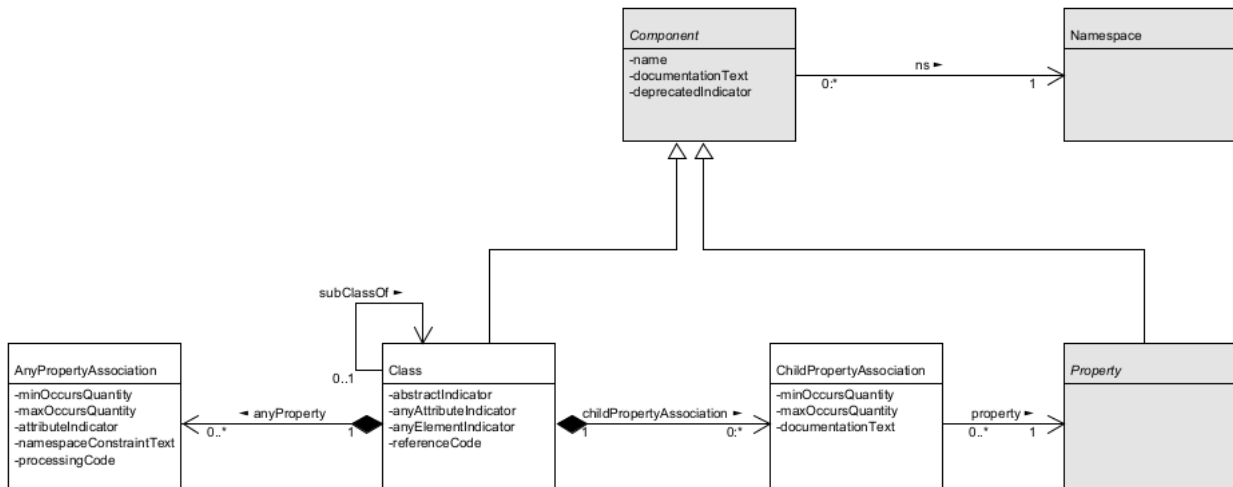 Component
-name
-documentationText
-deprecatedIndicator
ns ►
0:*
1
Namespace
subClassOf ►
0..1
AnyPropertyAssociation
-minOccursQuantity
-maxOccursQuantity
-attributeIndicator
-namespaceConstraintText
-processingCode
◄ anyProperty
0..*
1
Class
-abstractIndicator
-anyAttributeIndicator
-anyElementIndicator
-referenceCode
childPropertyAssociation ►
1
0:*
ChildPropertyAssociation
-minOccursQuantity
-maxOccursQuantity
-documentationText
property ►
0..*
1
Property